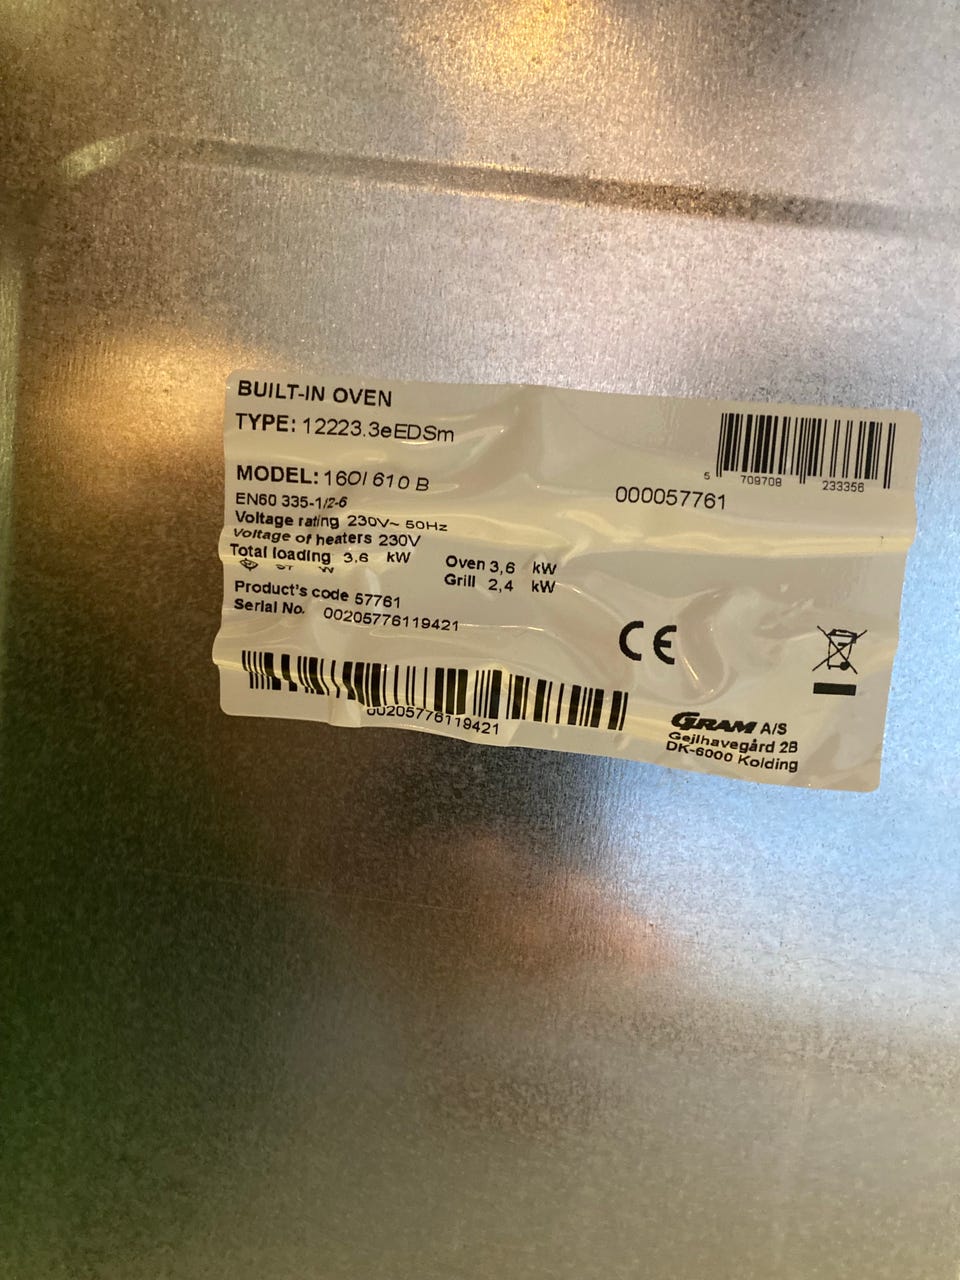 BUILT-IN OVEN
TYPE: 12223.3eEDSm
MODEL: 160I 610 B
EN60 335-1/2-6
Voltage rating 230V~ 50Hz
Voltage of heaters 230V
Total loading 3,6 kW
Oven 3,6 kW
Grill 2,4 kW
Product's code 57761
Serial No. 00205776119421
5 709708 233356
000057761
CE
00205776119421
GRAM A/S
Gejlhavegård 2B
DK-6000 Kolding